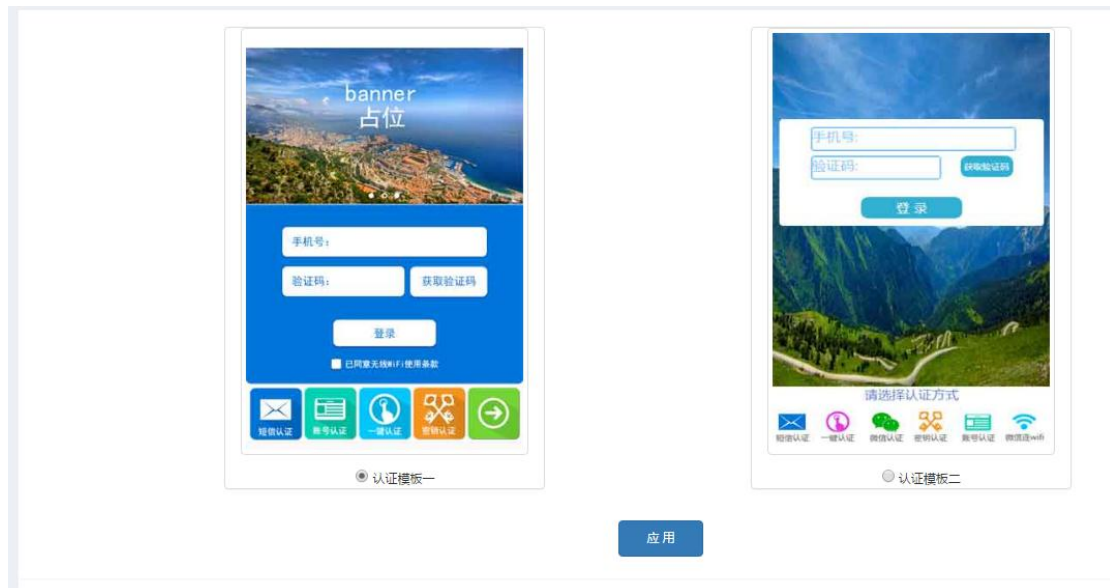 banner
占位
手机号:
验证码:
获取验证码
登录
已同意无线WiFi使用条款
短信认证
账号认证
一键认证
密钥认证
认证模板一
手机号:
验证码:
获取验证码
登录
请选择认证方式
短信认证
一键认证
微信认证
密钥认证
账号认证
微信连wifi
认证模板二
应用